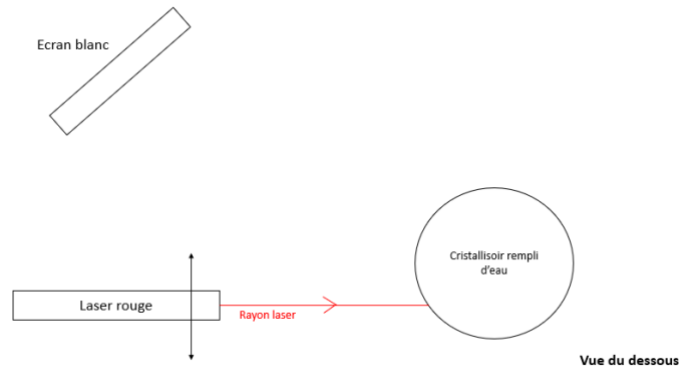 Ecran blanc
Cristallisoir rempli
d'eau
Laser rouge
Rayon laser
Vue du dessous